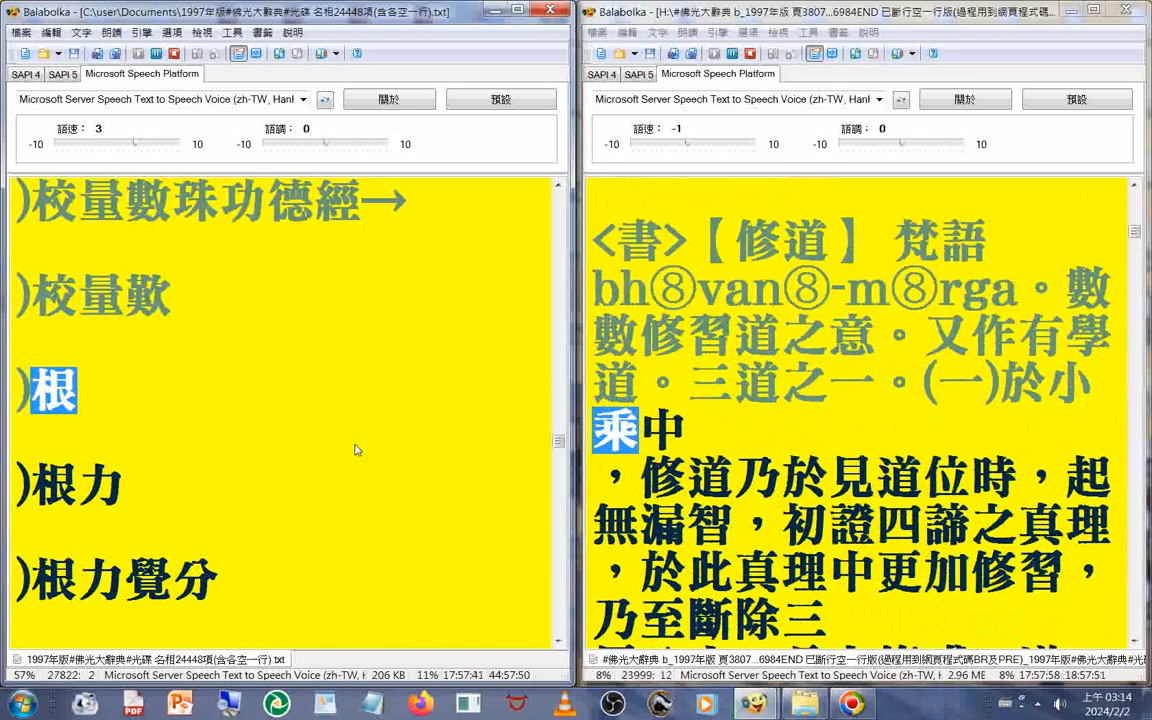 Balabolka - [C:\user\Documents\1997年版#佛光大辭典#光碟 名相24448項(含各空一行).txt]
檔案 編輯 文字 朗讀 引擎 選項 檢視 工具 書籤 說明
SAPI 4 SAPI 5 Microsoft Speech Platform
Microsoft Server Speech Text to Speech Voice (zh-TW, Hanl 關於 預設
語速： 3 語調： 0
-10 10 -10 10
)校量數珠功德經→
)校量歎
)根
)根力
)根力覺分
1997年版#佛光大辭典#光碟 名相24448項(含各空一行).txt
57% 27822: 2 Microsoft Server Speech Text to Speech Voice (zh-TW, H 206 KB 11% 17:57:41 44:57:50
Balabolka - [H:\#佛光大辭典 b_1997年版 頁3807...6984END 已斷行空一行版(過程用到網頁程式碼...
檔案 編輯 文字 朗讀 引擎 選項 檢視 工具 書籤 說明
SAPI 4 SAPI 5 Microsoft Speech Platform
Microsoft Server Speech Text to Speech Voice (zh-TW, Hanl 關於 預設
語速： -1 語調： 0
-10 10 -10 10
<書>【修道】 梵語
bh⑧van⑧-m⑧rga。數
數修習道之意。又作有學
道。三道之一。(一)於小
乘中
，修道乃於見道位時，起
無漏智，初證四諦之真理
，於此真理中更加修習，
乃至斷除三
#佛光大辭典 b_1997年版 頁3807...6984END 已斷行空一行版(過程用到網頁程式碼BR及PRE)_1997年版#光
8% 23999: 12 Microsoft Server Speech Text to Speech Voice (zh-TW, 2.96 ME 8% 17:57:58 18:57:51
上午 03:14
2024/2/2